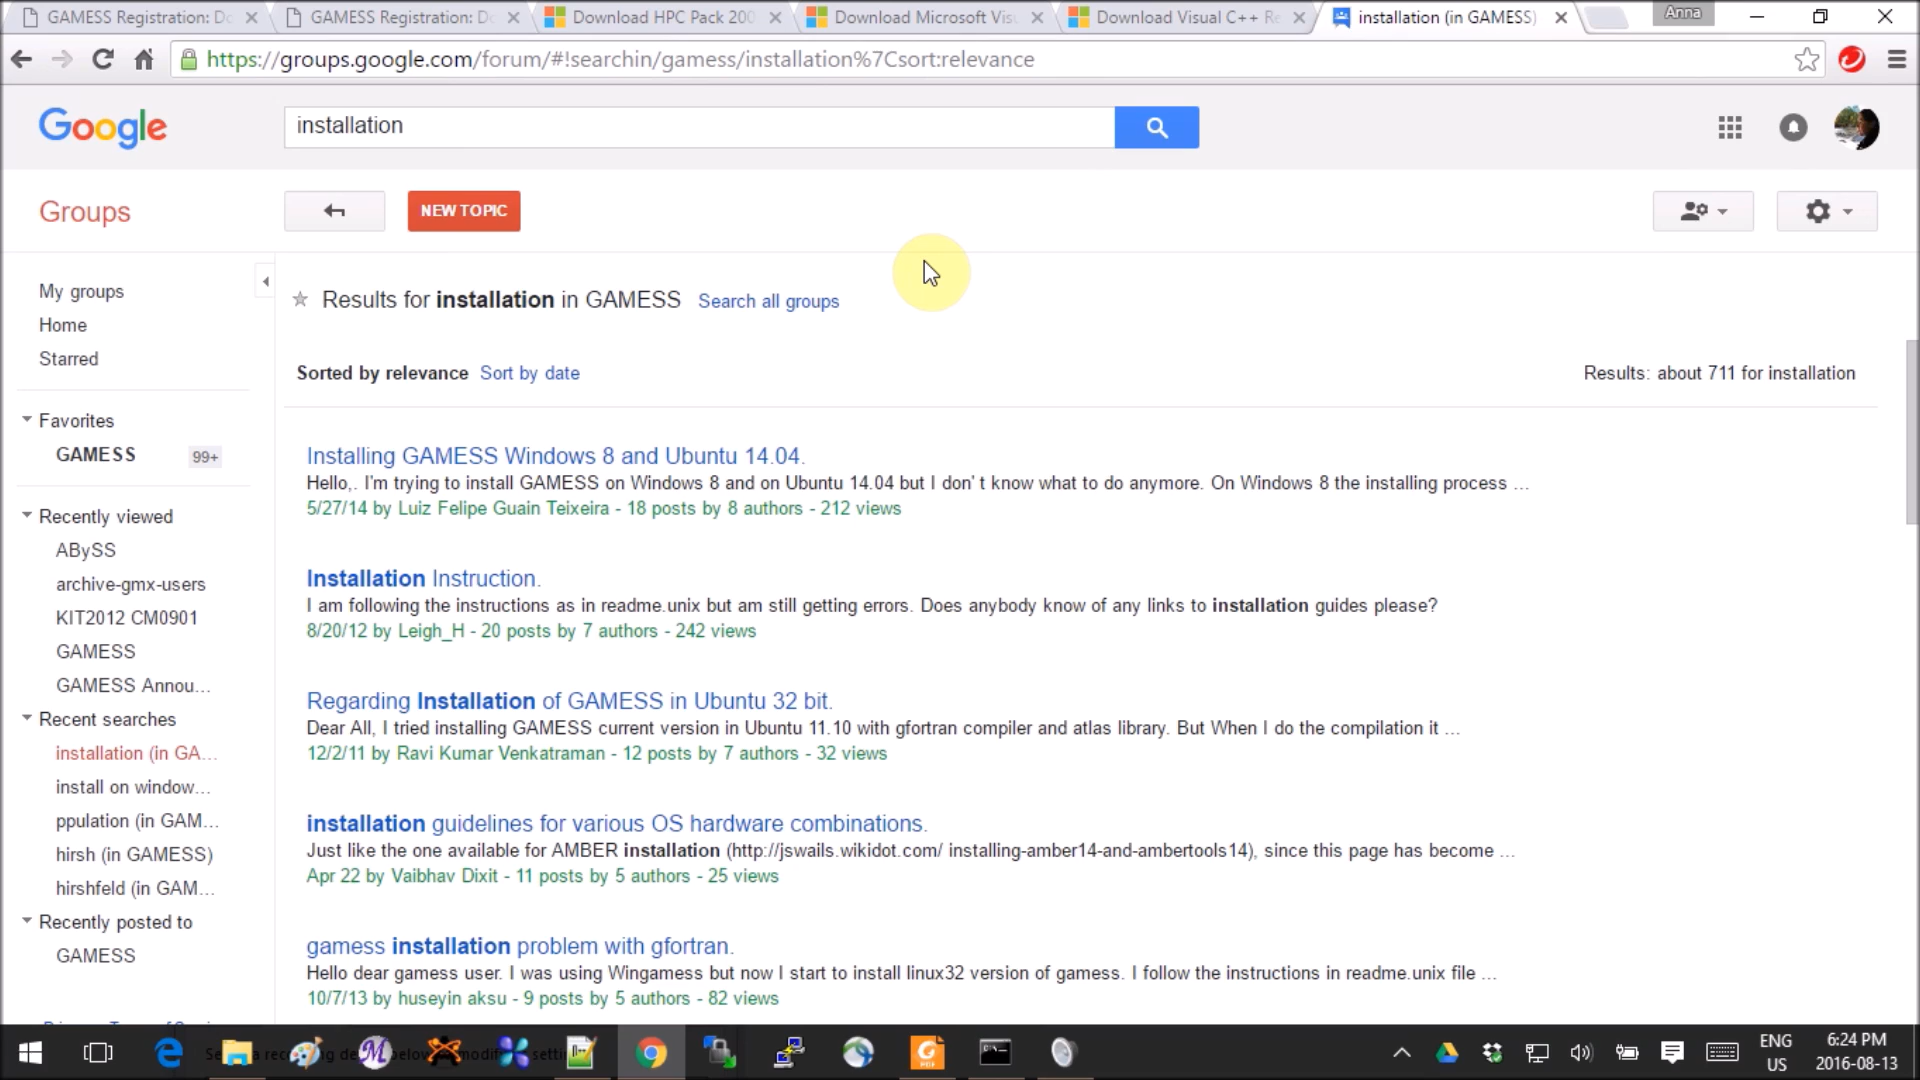 GAMESS Registration: Do
GAMESS Registration: Do
Download HPC Pack 200
Download Microsoft Visu
Download Visual C++ Re
installation (in GAMESS)
Anna
https://groups.google.com/forum/#!searchin/gamess/installation%7Csort:relevance
Google
installation
Groups
NEW TOPIC
My groups
Home
Starred
Favorites
GAMESS 99+
Recently viewed
ABySS
archive-gmx-users
KIT2012 CM0901
GAMESS
GAMESS Annou...
Recent searches
installation (in GA...
install on window...
ppulation (in GAM...
hirsh (in GAMESS)
hirshfeld (in GAM...
Recently posted to
GAMESS
Results for installation in GAMESS Search all groups
Sorted by relevance Sort by date
Results: about 711 for installation
Installing GAMESS Windows 8 and Ubuntu 14.04.
Hello,. I'm trying to install GAMESS on Windows 8 and on Ubuntu 14.04 but I don' t know what to do anymore. On Windows 8 the installing process ...
5/27/14 by Luiz Felipe Guain Teixeira - 18 posts by 8 authors - 212 views
Installation Instruction.
I am following the instructions as in readme.unix but am still getting errors. Does anybody know of any links to installation guides please?
8/20/12 by Leigh_H - 20 posts by 7 authors - 242 views
Regarding Installation of GAMESS in Ubuntu 32 bit.
Dear All, I tried installing GAMESS current version in Ubuntu 11.10 with gfortran compiler and atlas library. But When I do the compilation it ...
12/2/11 by Ravi Kumar Venkatraman - 12 posts by 7 authors - 32 views
installation guidelines for various OS hardware combinations.
Just like the one available for AMBER installation (http://jswails.wikidot.com/ installing-amber14-and-ambertools14), since this page has become ...
Apr 22 by Vaibhav Dixit - 11 posts by 5 authors - 25 views
gamess installation problem with gfortran.
Hello dear gamess user. I was using Wingamess but now I start to install linux32 version of gamess. I follow the instructions in readme.unix file ...
10/7/13 by huseyin aksu - 9 posts by 5 authors - 82 views
ENG
US
6:24 PM
2016-08-13